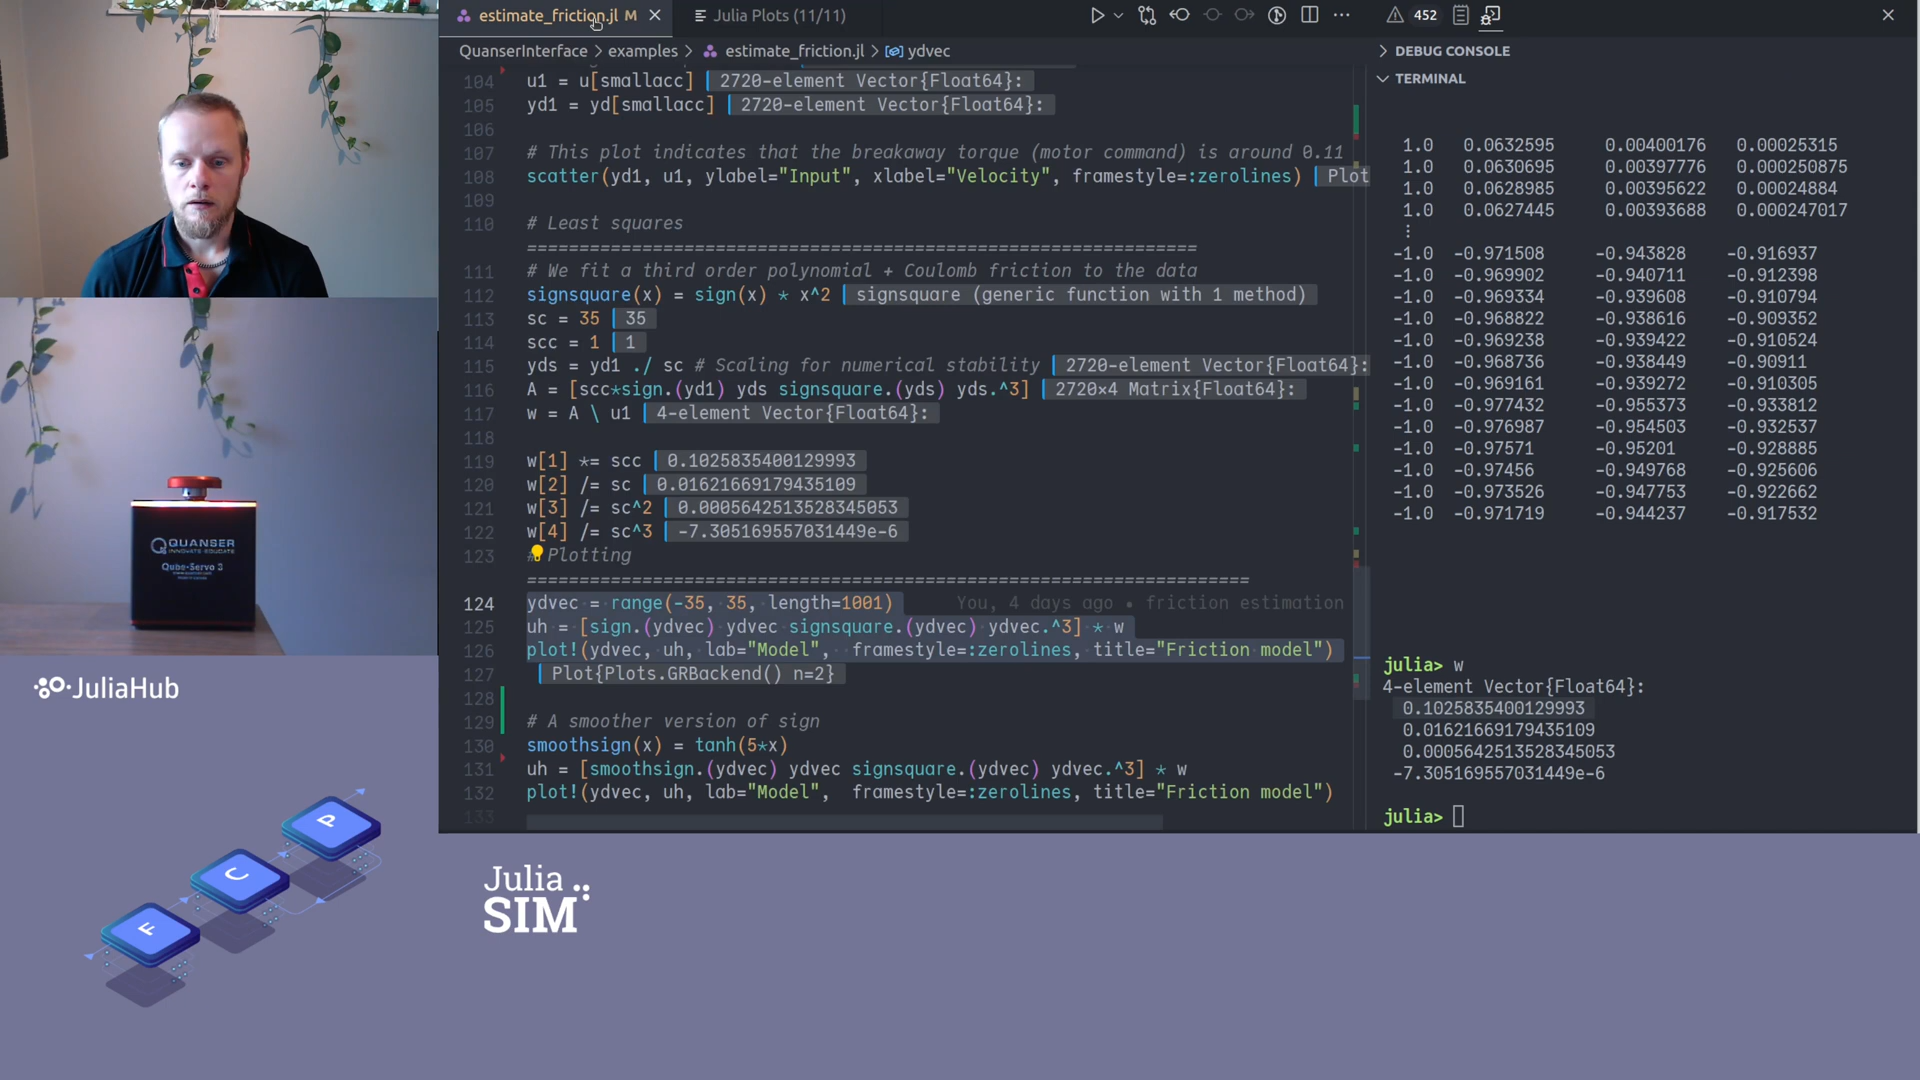 estimate_friction.jl M
Julia Plots (11/11)
452
QuanserInterface > examples > estimate_friction.jl > ydvec
DEBUG CONSOLE
TERMINAL
104 u1 = u[smallacc] 2720-element Vector{Float64}:
105 yd1 = yd[smallacc] 2720-element Vector{Float64}:
106
107 # This plot indicates that the breakaway torque (motor command) is around 0.11
108 scatter(yd1, u1, ylabel="Input", xlabel="Velocity", framestyle=:zerolines) Plot
109
110 # Least squares
====================================================================
111 # We fit a third order polynomial + Coulomb friction to the data
112 signsquare(x) = sign(x) * x^2 signsquare (generic function with 1 method)
113 sc = 35 35
114 scc = 1 1
115 yds = yd1 ./ sc # Scaling for numerical stability 2720-element Vector{Float64}:
116 A = [scc*sign.(yd1) yds signsquare.(yds) yds.^3] 2720×4 Matrix{Float64}:
117 w = A \ u1 4-element Vector{Float64}:
118
119 w[1] *= scc 0.1025835400129993
120 w[2] /= sc 0.01621669179435109
121 w[3] /= sc^2 0.0005642513528345053
122 w[4] /= sc^3 -7.305169557031449e-6
123 # Plotting
====================================================================
124 ydvec = range(-35, 35, length=1001) You, 4 days ago • friction estimation
125 uh = [sign.(ydvec) ydvec signsquare.(ydvec) ydvec.^3] * w
126 plot!(ydvec, uh, lab="Model", framestyle=:zerolines, title="Friction model")
127 Plot{Plots.GRBackend() n=2}
128
129 # A smoother version of sign
130 smoothsign(x) = tanh(5*x)
131 uh = [smoothsign.(ydvec) ydvec signsquare.(ydvec) ydvec.^3] * w
132 plot!(ydvec, uh, lab="Model", framestyle=:zerolines, title="Friction model")
133
1.0 0.0632595 0.00400176 0.00025315
1.0 0.0630695 0.00397776 0.000250875
1.0 0.0628985 0.00395622 0.00024884
1.0 0.0627445 0.00393688 0.000247017
⋮
-1.0 -0.971508 -0.943828 -0.916937
-1.0 -0.969902 -0.940711 -0.912398
-1.0 -0.969334 -0.939608 -0.910794
-1.0 -0.968822 -0.938616 -0.909352
-1.0 -0.969238 -0.939422 -0.910524
-1.0 -0.968736 -0.938449 -0.90911
-1.0 -0.969161 -0.939272 -0.910305
-1.0 -0.977432 -0.955373 -0.933812
-1.0 -0.976987 -0.954503 -0.932537
-1.0 -0.97571 -0.95201 -0.928885
-1.0 -0.97456 -0.949768 -0.925606
-1.0 -0.973526 -0.947753 -0.922662
-1.0 -0.971719 -0.944237 -0.917532
julia> w
4-element Vector{Float64}:
0.1025835400129993
0.01621669179435109
0.0005642513528345053
-7.305169557031449e-6
julia>
QUANSER
INNOVATE·EDUCATE
Qube-Servo 3
JuliaHub
P
C
F
Julia
SIM